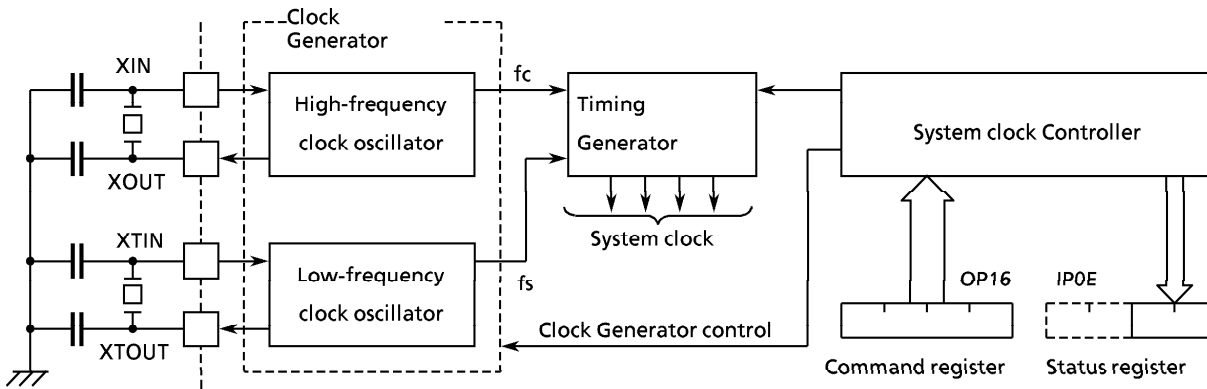 Clock
Generator
XIN
XOUT
XTIN
XTOUT
High-frequency
clock oscillator
Low-frequency
clock oscillator
fc
fs
Timing
Generator
System clock
System clock Controller
Clock Generator control
OP16
IP0E
Command register
Status register